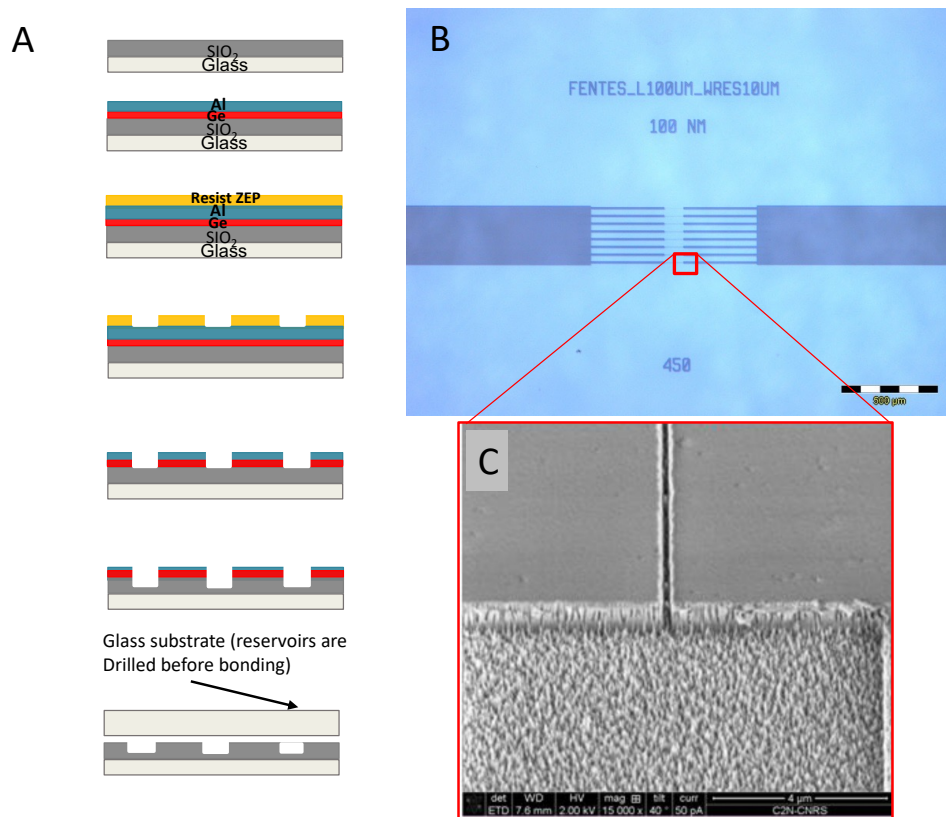 A
SIO2
Glass
Al
Ge
SIO2
Glass
Resist ZEP
Al
Ge
SIO2
Glass
Glass substrate (reservoirs are
Drilled before bonding)
B
FENTES_L100UM_WRES10UM
100 NM
450
500 µm
C
det WD HV mag ⊞ tilt curr 4 µm
ETD 7.6 mm 2.00 kV 15 000 x 40 ° 50 pA C2N-CNRS